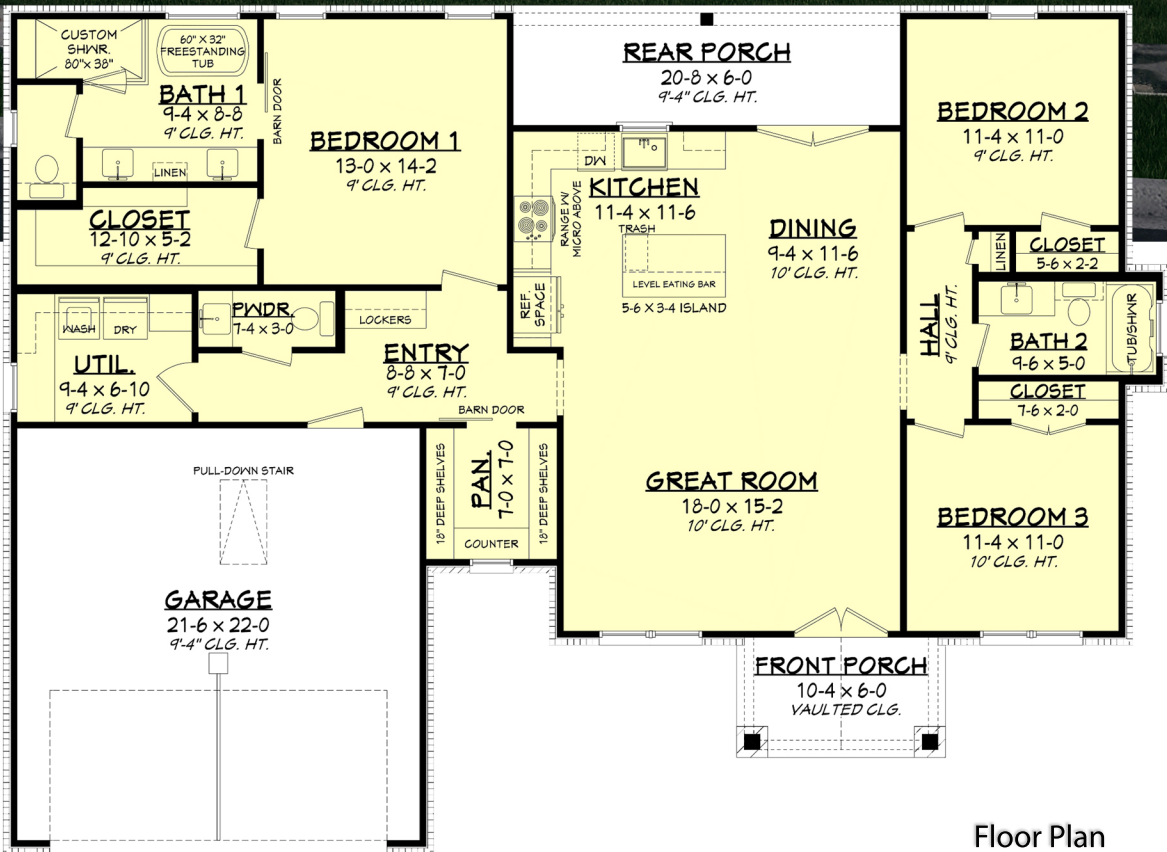 CUSTOM
SHWR.
80"x 38"
60" X 32"
FREESTANDING
TUB
BATH 1
9-4 x 8-8
9' CLG. HT.
BARN DOOR
LINEN
BEDROOM 1
13-0 x 14-2
9' CLG. HT.
CLOSET
12-10 x 5-2
9' CLG. HT.
REAR PORCH
20-8 x 6-0
9'-4" CLG. HT.
DW
KITCHEN
11-4 x 11-6
RANGE W/
MICRO ABOVE
TRASH
LEVEL EATING BAR
5-6 X 3-4 ISLAND
REF.
SPACE
DINING
9-4 x 11-6
10' CLG. HT.
BEDROOM 2
11-4 x 11-0
9' CLG. HT.
LINEN
CLOSET
5-6 x 2-2
HALL
9' CLG. HT.
BATH 2
9-6 x 5-0
TUB/SHWR
CLOSET
7-6 x 2-0
WASH
DRY
PWDR.
7-4 x 3-0
LOCKERS
UTIL.
9-4 x 6-10
9' CLG. HT.
ENTRY
8-8 x 7-0
9' CLG. HT.
BARN DOOR
18" DEEP SHELVES
PAN.
7-0 x 7-0
18" DEEP SHELVES
COUNTER
GREAT ROOM
18-0 x 15-2
10' CLG. HT.
BEDROOM 3
11-4 x 11-0
10' CLG. HT.
PULL-DOWN STAIR
GARAGE
21-6 x 22-0
9'-4" CLG. HT.
FRONT PORCH
10-4 x 6-0
VAULTED CLG.
Floor Plan